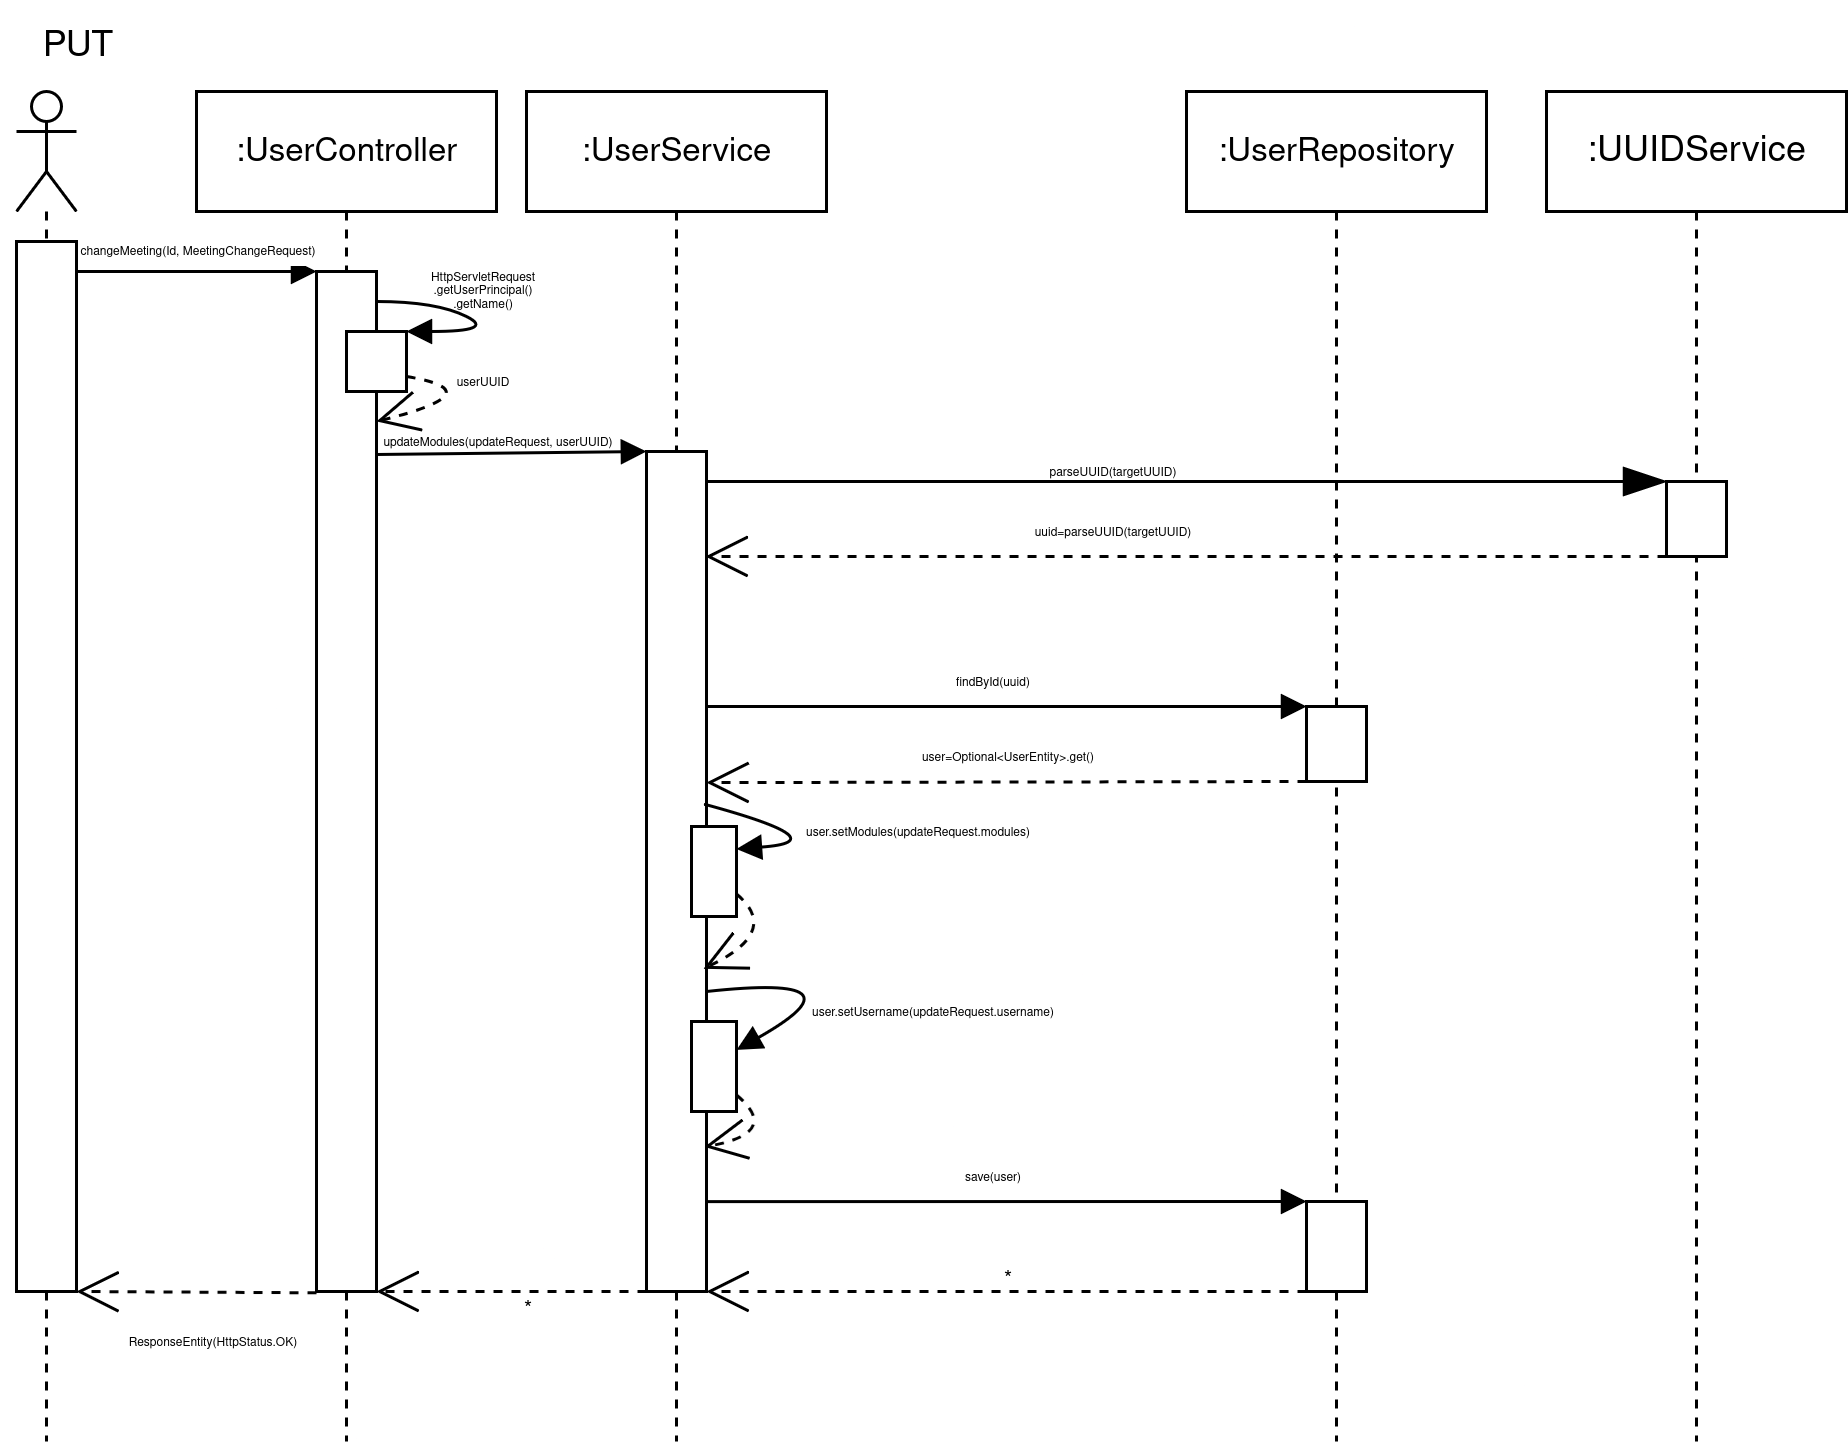 PUT
:UserController
:UserService
:UserRepository
:UUIDService
changeMeeting(Id, MeetingChangeRequest)
HttpServletRequest
.getUserPrincipal()
.getName()
userUUID
updateModules(updateRequest, userUUID)
parseUUID(targetUUID)
uuid=parseUUID(targetUUID)
findById(uuid)
user=Optional<UserEntity>.get()
user.setModules(updateRequest.modules)
user.setUsername(updateRequest.username)
save(user)
*
*
ResponseEntity(HttpStatus.OK)